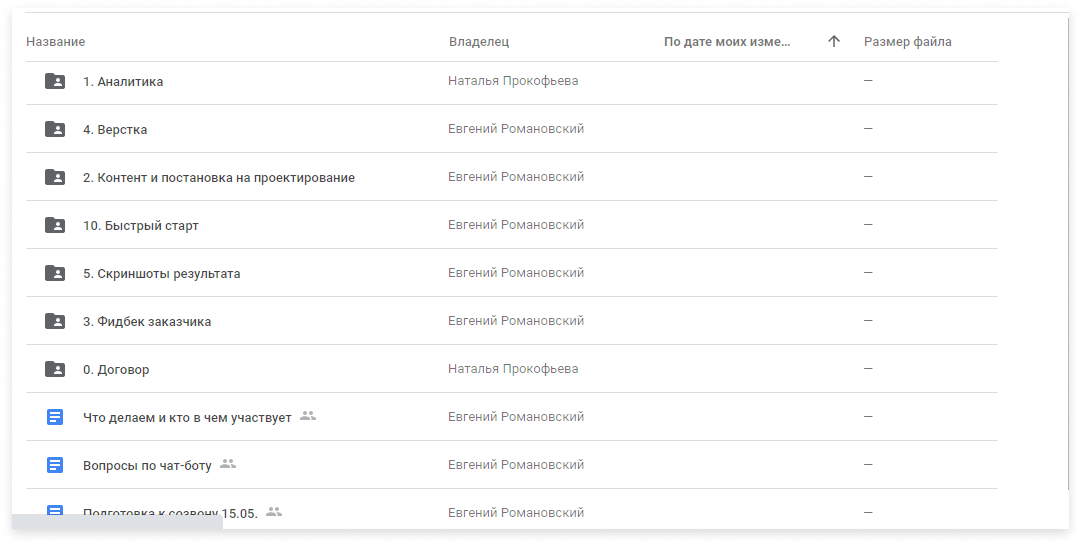 Название Владелец По дате моих изме... Размер файла
1. Аналитика Наталья Прокофьева —
4. Верстка Евгений Романовский —
2. Контент и постановка на проектирование Евгений Романовский —
10. Быстрый старт Евгений Романовский —
5. Скриншоты результата Евгений Романовский —
3. Фидбек заказчика Евгений Романовский —
0. Договор Наталья Прокофьева —
Что делаем и кто в чем участвует Евгений Романовский —
Вопросы по чат-боту Евгений Романовский —
Подготовка к созвону 15.05. Евгений Романовский —